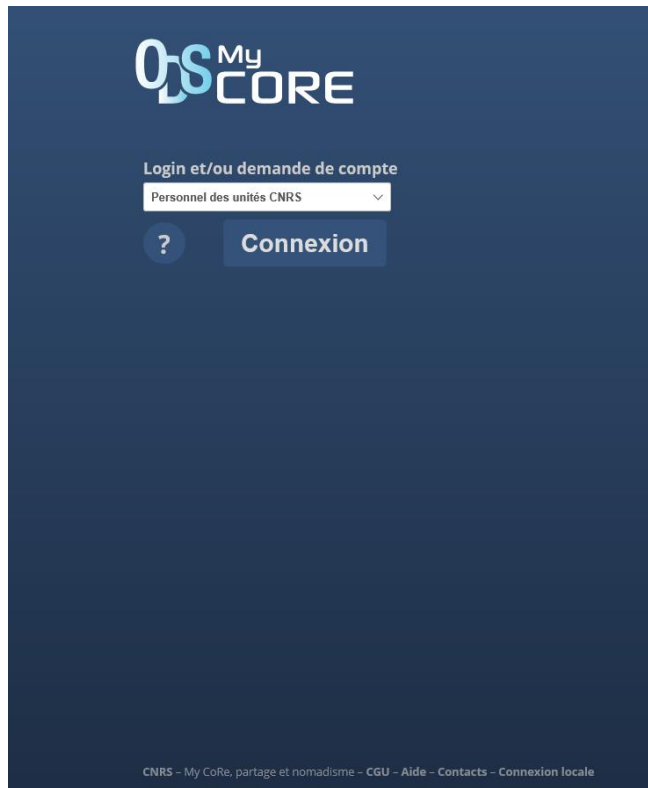 ODS My
CORE
Login et/ou demande de compte
Personnel des unités CNRS
?
Connexion
CNRS – My CoRe, partage et nomadisme – CGU – Aide – Contacts – Connexion locale